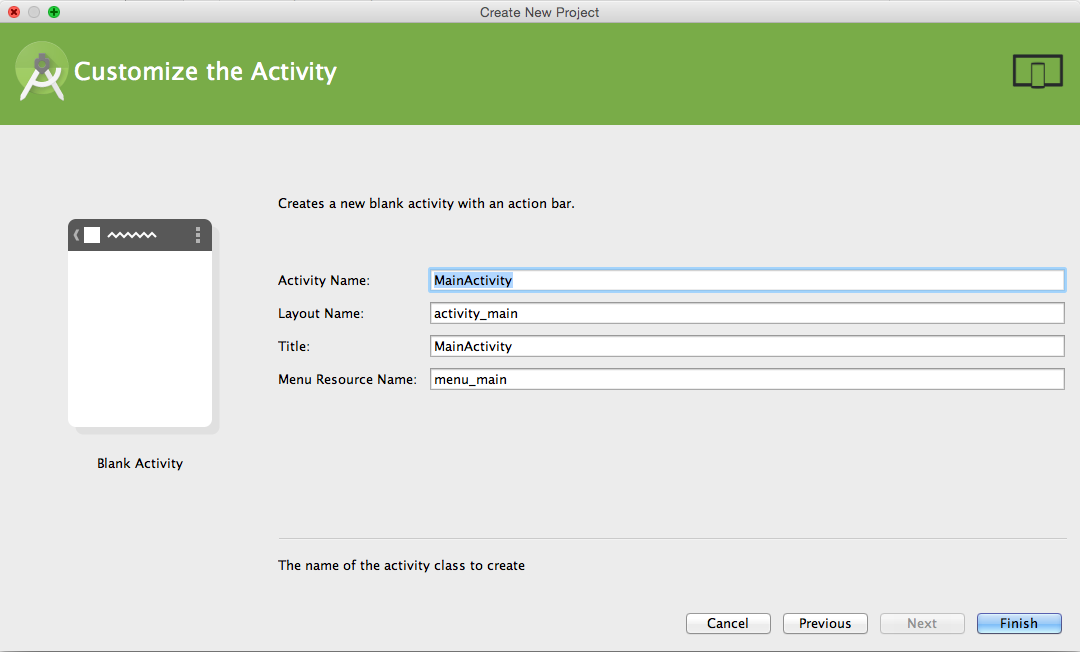 Create New Project
Customize the Activity
Creates a new blank activity with an action bar.
Activity Name: MainActivity
Layout Name: activity_main
Title: MainActivity
Menu Resource Name: menu_main
Blank Activity
The name of the activity class to create
Cancel Previous Next Finish